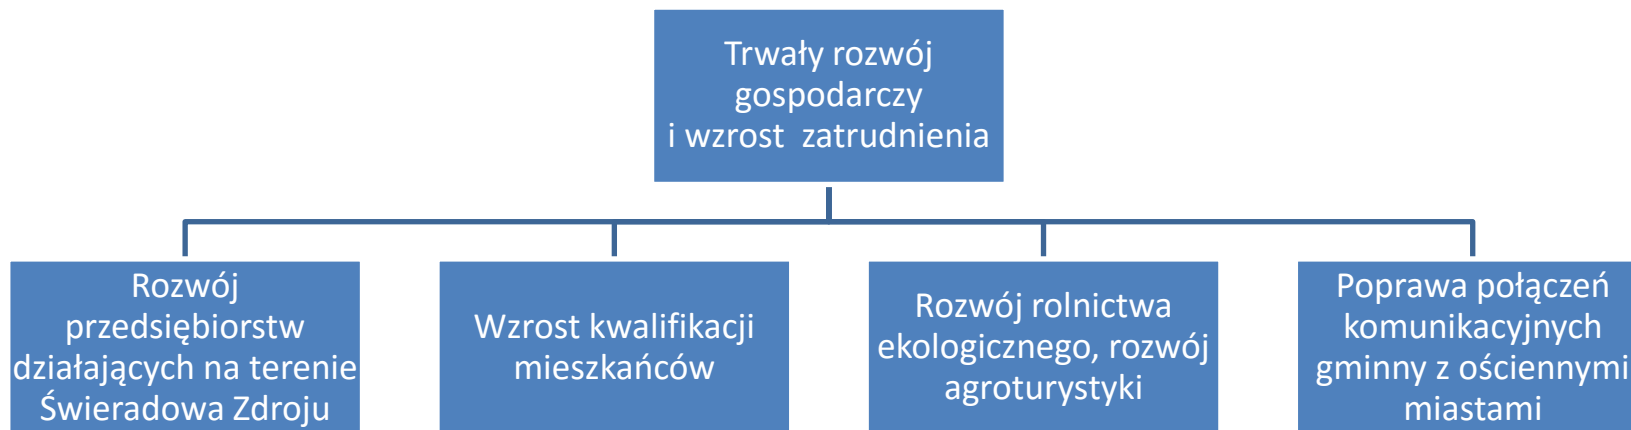 Trwały rozwój
gospodarczy
i wzrost  zatrudnienia
Rozwój
przedsiębiorstw
działających na terenie
Świeradowa Zdroju
Wzrost kwalifikacji
mieszkańców
Rozwój rolnictwa
ekologicznego, rozwój
agroturystyki
Poprawa połączeń
komunikacyjnych
gminny z ościennymi
miastami